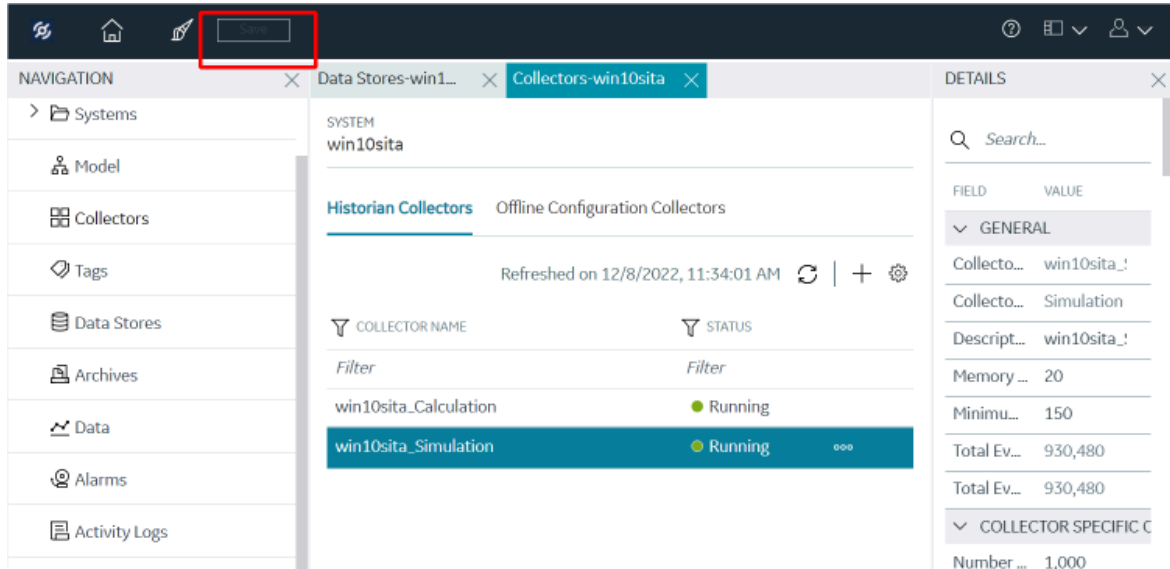 Save
NAVIGATION
Systems
Model
Collectors
Tags
Data Stores
Archives
Data
Alarms
Activity Logs
Data Stores-win1...
Collectors-win10sita
SYSTEM
win10sita
Historian Collectors Offline Configuration Collectors
Refreshed on 12/8/2022, 11:34:01 AM
COLLECTOR NAME STATUS
Filter Filter
win10sita_Calculation Running
win10sita_Simulation Running
DETAILS
Search...
FIELD VALUE
GENERAL
Collecto... win10sita_
Collecto... Simulation
Descript... win10sita_
Memory ... 20
Minimu... 150
Total Ev... 930,480
Total Ev... 930,480
COLLECTOR SPECIFIC C
Number ... 1,000